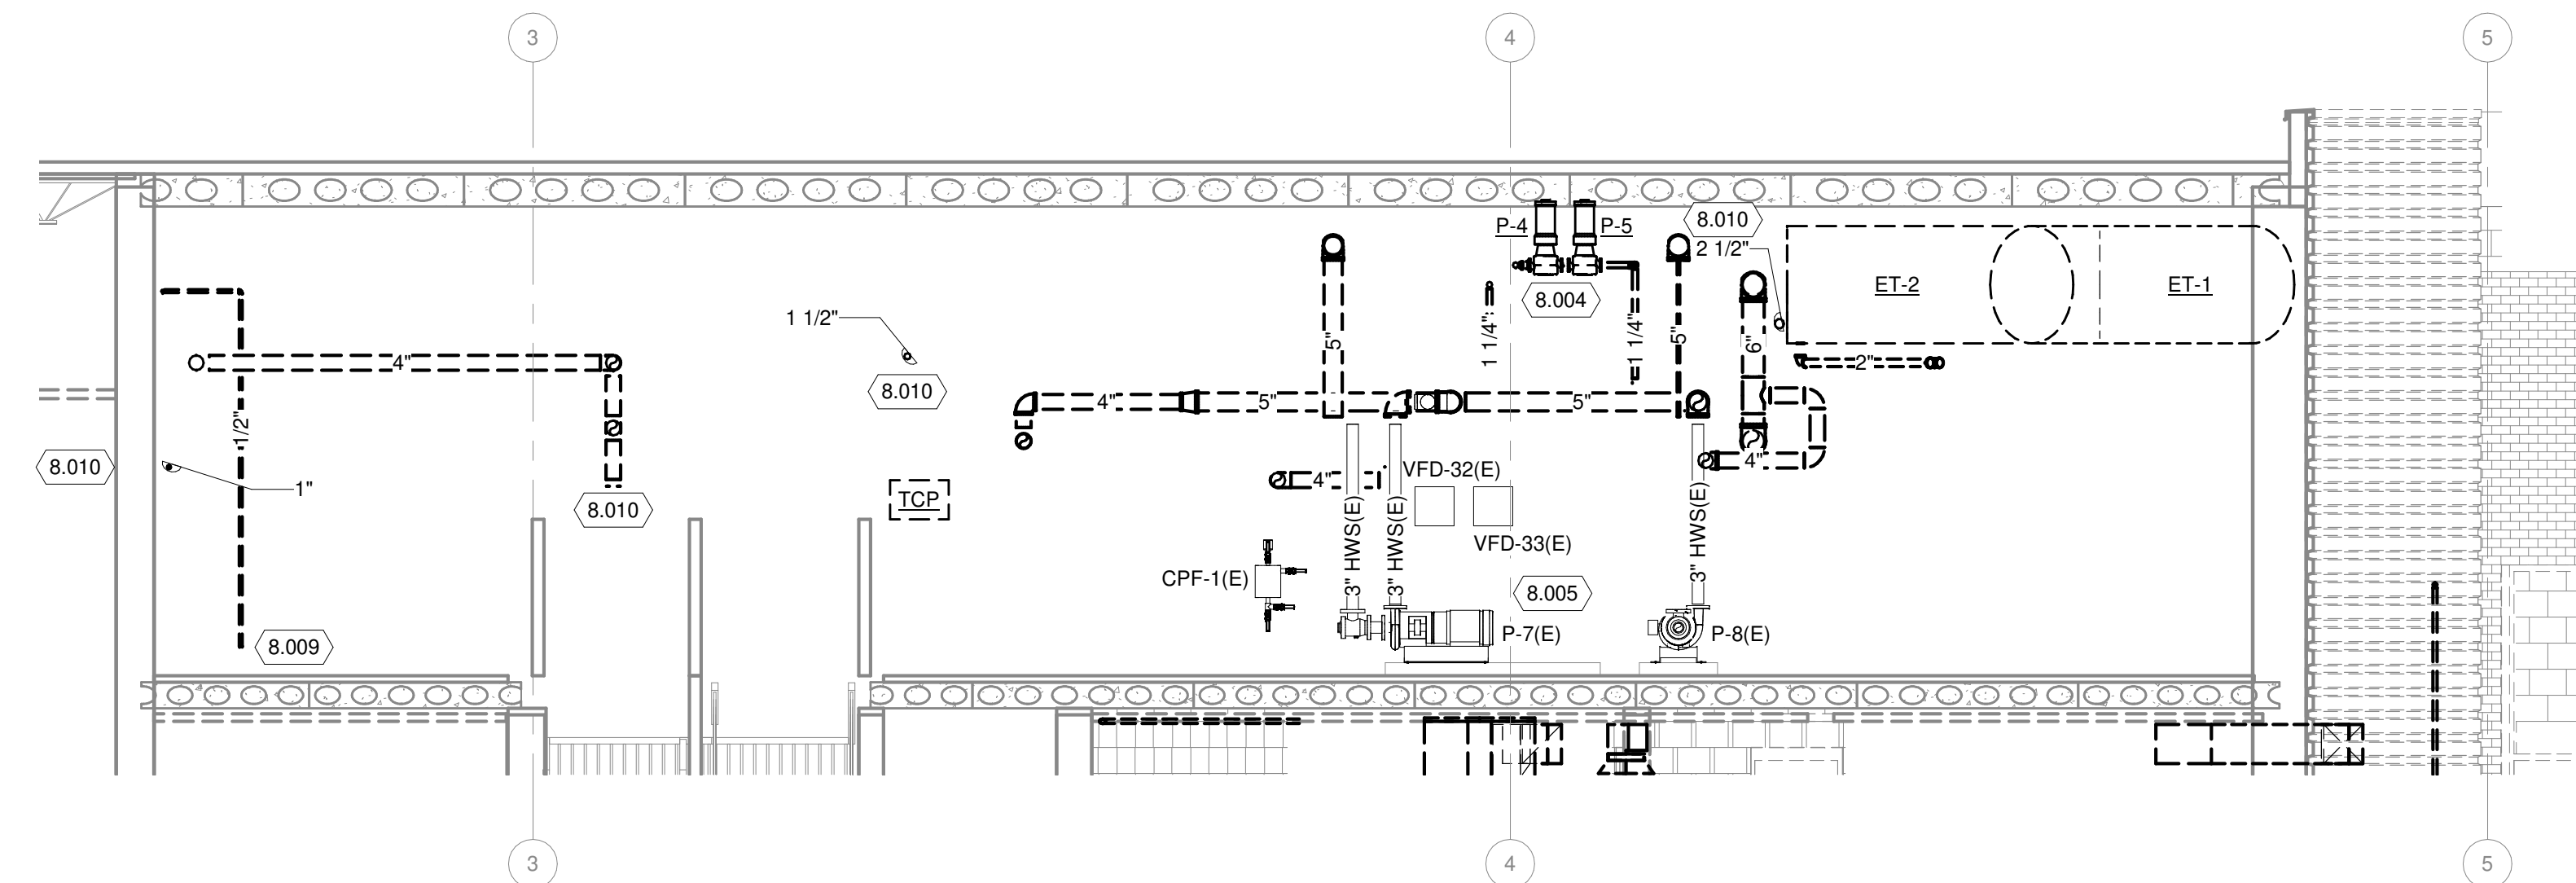 3
4
5
P-4
P-5
8.010
2 1/2"
ET-2
ET-1
8.004
1 1/2"
1 1/4"
1 1/4"
5"
5"
6"
4"
2"
8.010
4"
5"
5"
1/2"
8.010
1"
4"
4"
VFD-32(E)
TCP
8.010
3" HWS(E)
3" HWS(E)
3" HWS(E)
VFD-33(E)
CPF-1(E)
8.005
P-7(E)
P-8(E)
8.009
3
4
5